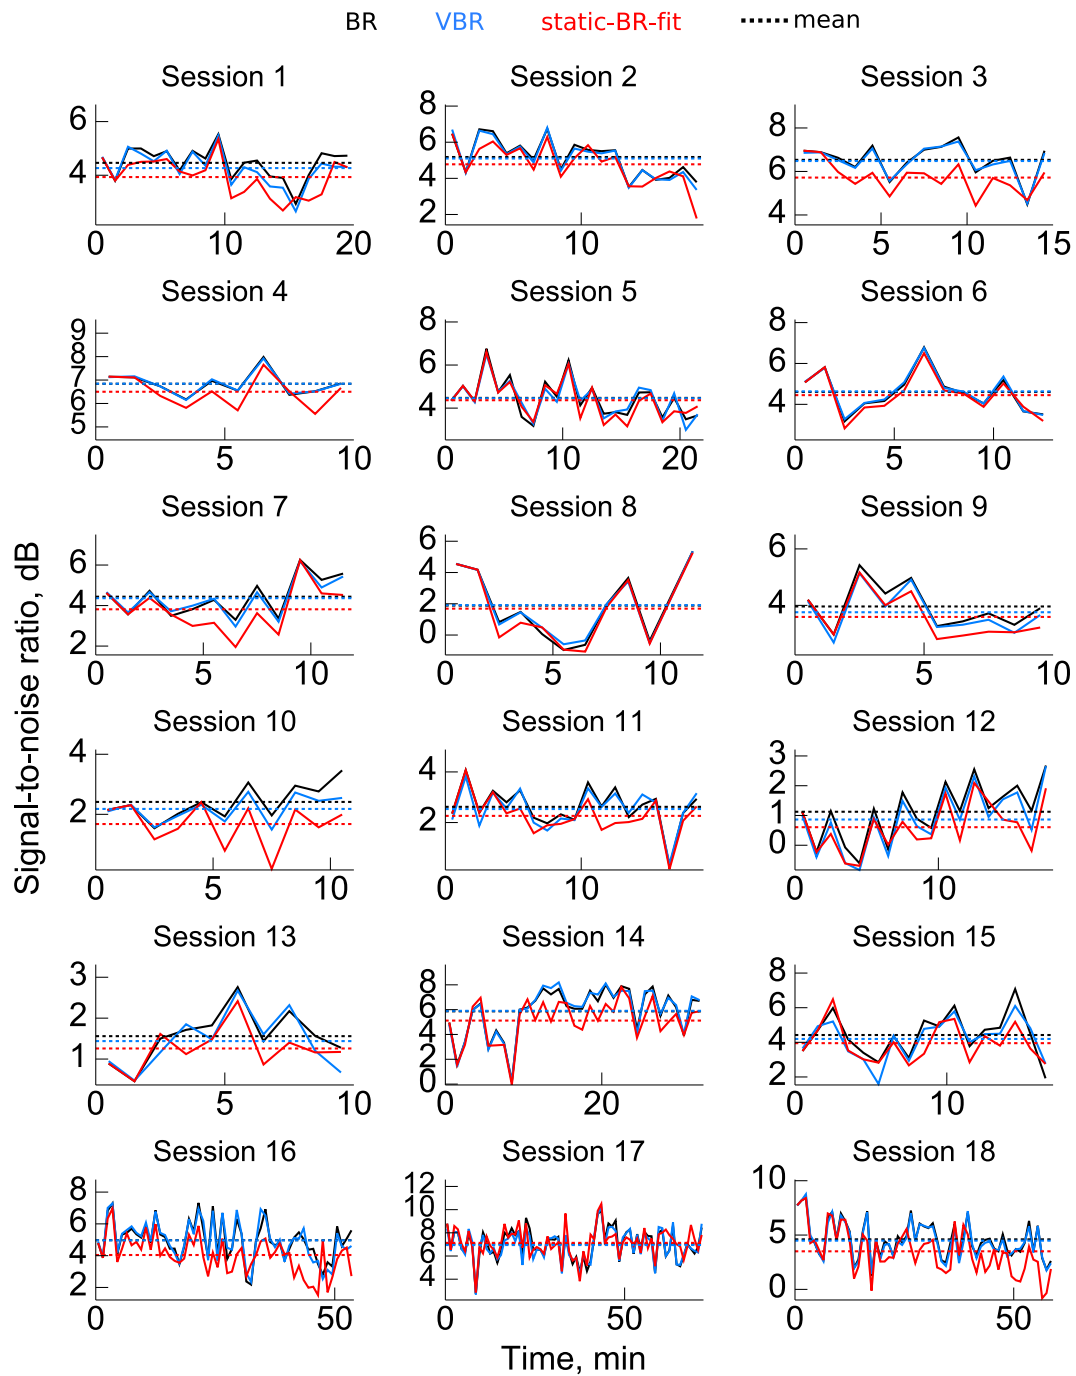 BR VBR static-BR-fit mean
Session 1 Session 2 Session 3
6 4 0 10 20
8 6 4 2 0 10
8 6 4 0 5 10 15
Session 4 Session 5 Session 6
9 8 7 6 5 0 5 10
8 6 4 0 10 20
8 6 4 0 5 10
Signal-to-noise ratio, dB
Session 7 Session 8 Session 9
6 4 2 0 5 10
6 4 2 0 0 5 10
6 4 0 5 10
Session 10 Session 11 Session 12
4 2 0 5 10
4 2 0 10
3 2 1 0 0 10
Session 13 Session 14 Session 15
3 2 1 0 5 10
8 6 4 2 0 0 20
8 6 4 2 0 10
Session 16 Session 17 Session 18
8 6 4 2 0 50
12 10 8 6 4 0 50
10 5 0 0 50
Time, min